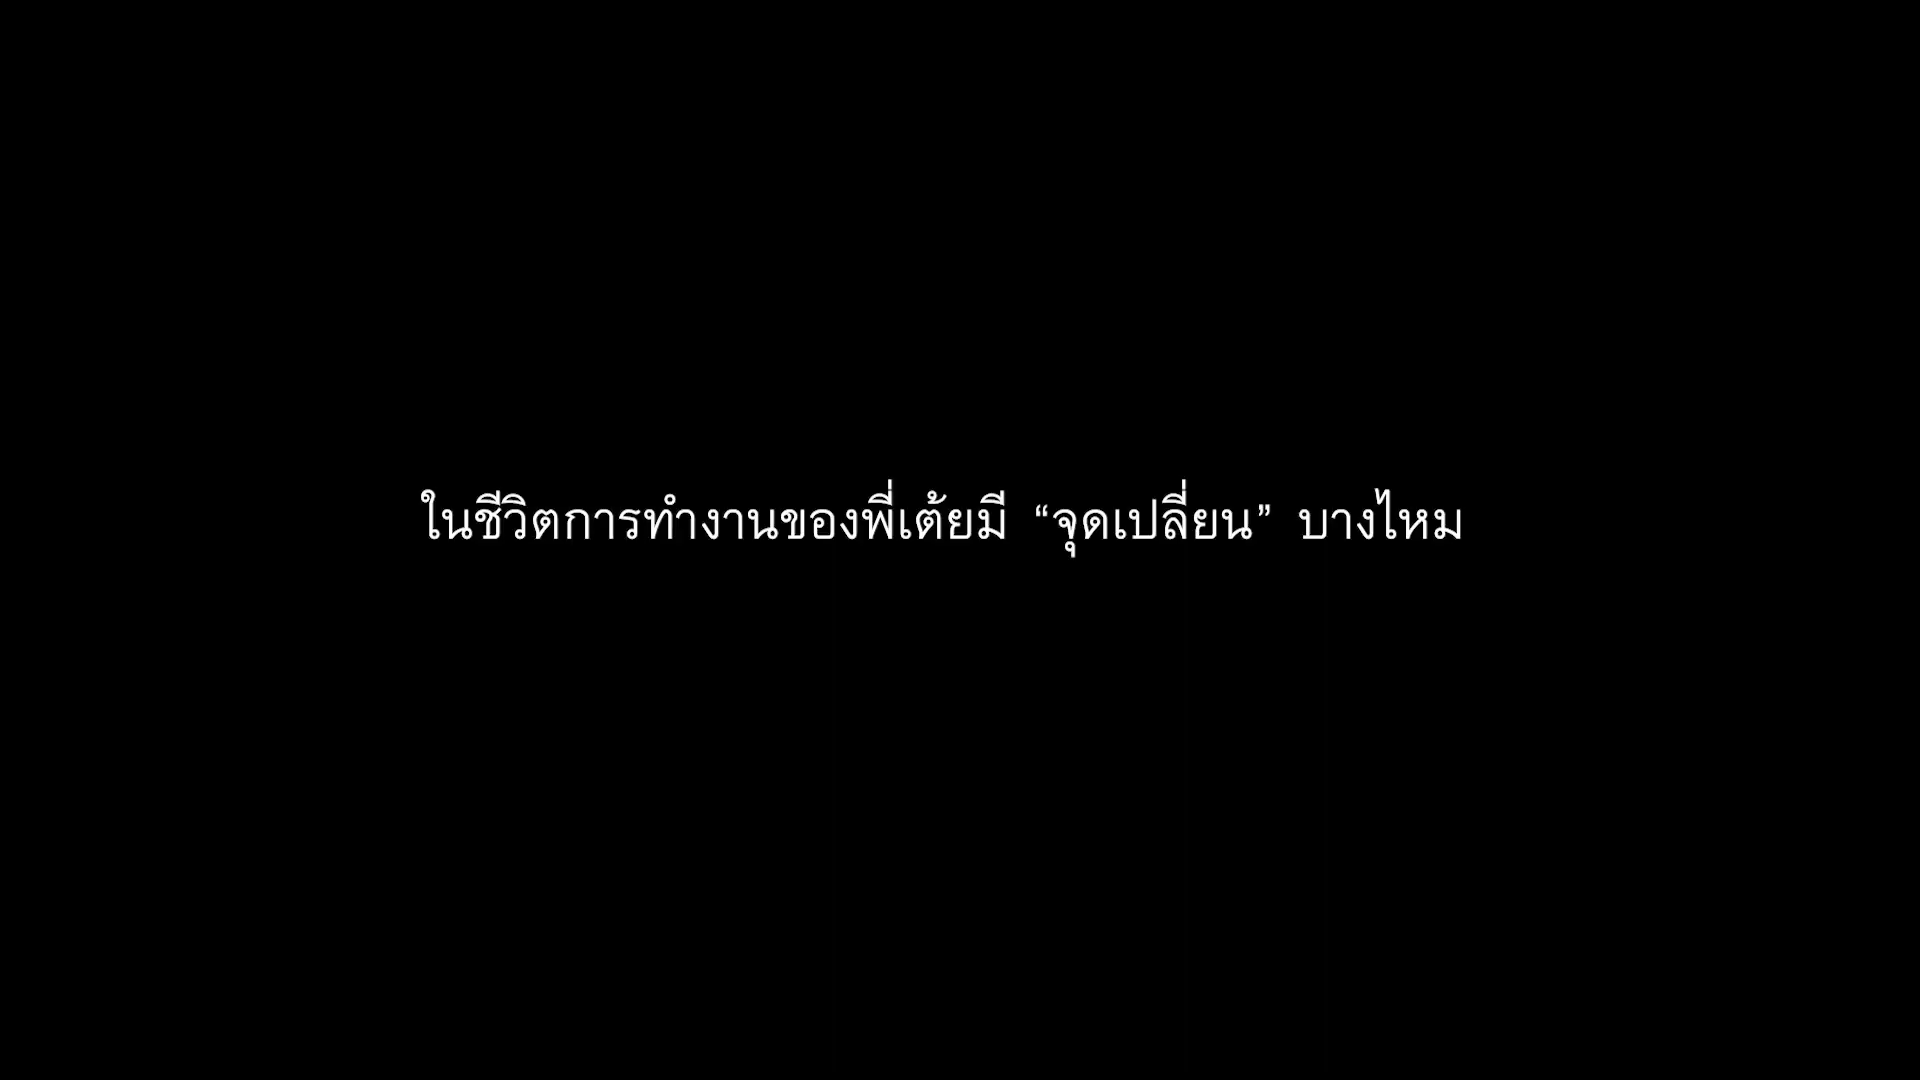 ในชีวิตการทำงานของพี่เต้ยมี “จุดเปลี่ยน” บางไหม